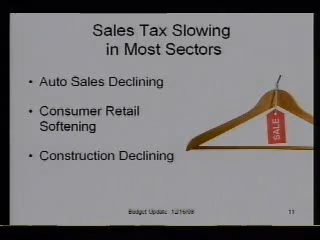 Sales Tax Slowing
in Most Sectors
• Auto Sales Declining
• Consumer Retail
Softening
• Construction Declining
SALE
Budget Update 12/16/08
11